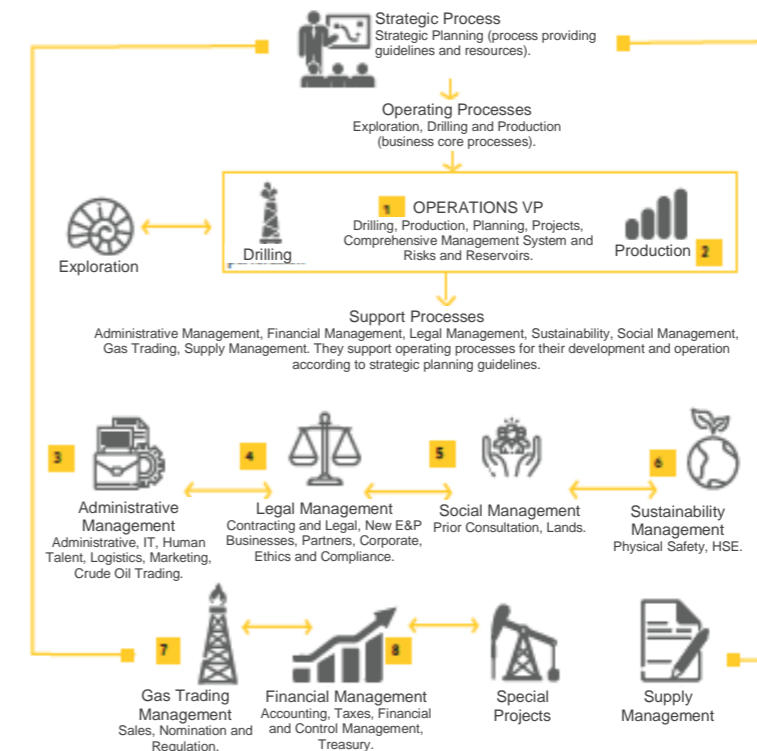 Strategic Process
Strategic Planning (process providing
guidelines and resources).
Operating Processes
Exploration, Drilling and Production
(business core processes).
1 OPERATIONS VP
Drilling, Production, Planning, Projects,
Comprehensive Management System and
Risks and Reservoirs.
Exploration
Drilling
Production 2
Support Processes
Administrative Management, Financial Management, Legal Management, Sustainability, Social Management,
Gas Trading, Supply Management. They support operating processes for their development and operation
according to strategic planning guidelines.
3
Administrative
Management
Administrative, IT, Human
Talent, Logistics, Marketing,
Crude Oil Trading.
4
Legal Management
Contracting and Legal, New E&P
Businesses, Partners, Corporate,
Ethics and Compliance.
5
Social Management
Prior Consultation, Lands.
6
Sustainability
Management
Physical Safety, HSE.
7
Gas Trading
Management
Sales, Nomination and
Regulation.
8
Financial Management
Accounting, Taxes, Financial
and Control Management,
Treasury.
Special
Projects
Supply
Management